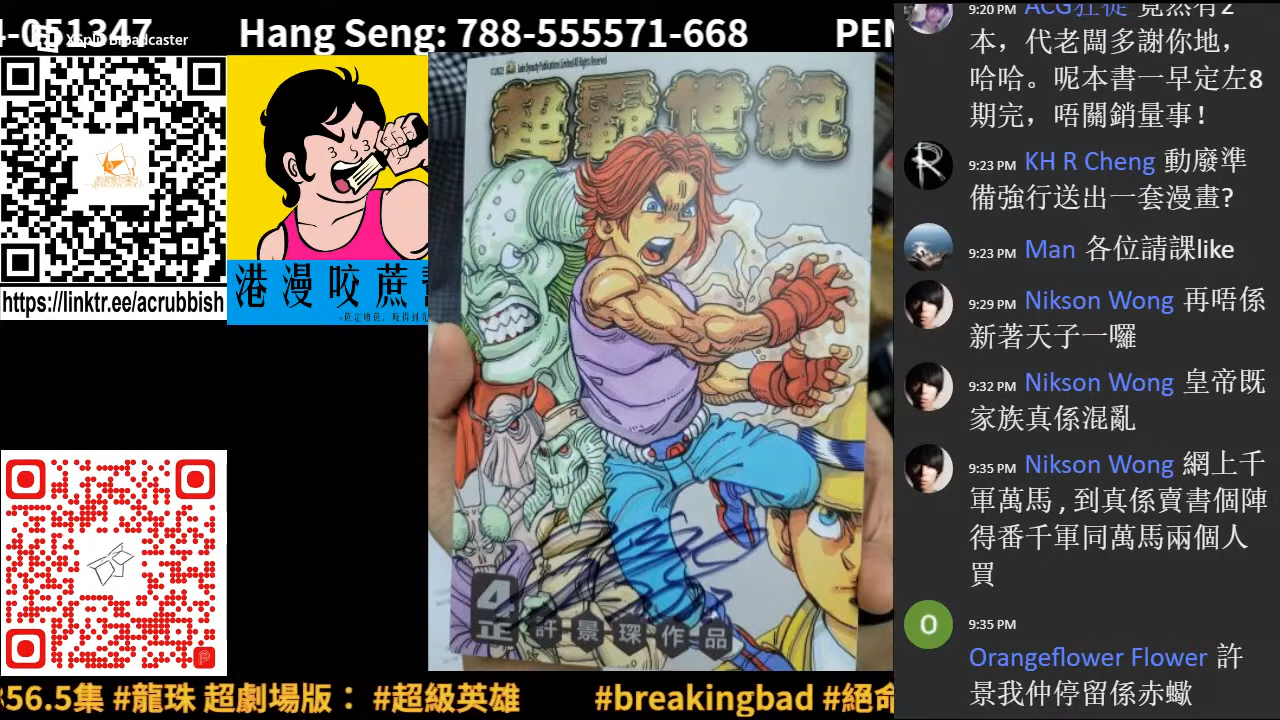 4-051347
Hang Seng: 788-555571-668
XSplit Broadcaster
https://linktr.ee/acrubbish
港漫咬蔗
超霸世紀
4
正
許景琛作品
:56.5集 #龍珠 超劇場版： #超級英雄
#breakingbad #絕命
9:20 PM ACG狂徒 竟然有2
本，代老闆多謝你地，
哈哈。呢本書一早定左8
期完，唔關銷量事！
R
9:23 PM KH R Cheng 動廢準
備強行送出一套漫畫?
9:23 PM Man 各位請課like
9:29 PM Nikson Wong 再唔係
新著天子一囉
9:32 PM Nikson Wong 皇帝既
家族真係混亂
9:35 PM Nikson Wong 網上千
軍萬馬 , 到真係賣書個陣
得番千軍同萬馬兩個人
買
O
9:35 PM
Orangeflower Flower 許
景我仲停留係赤蠍